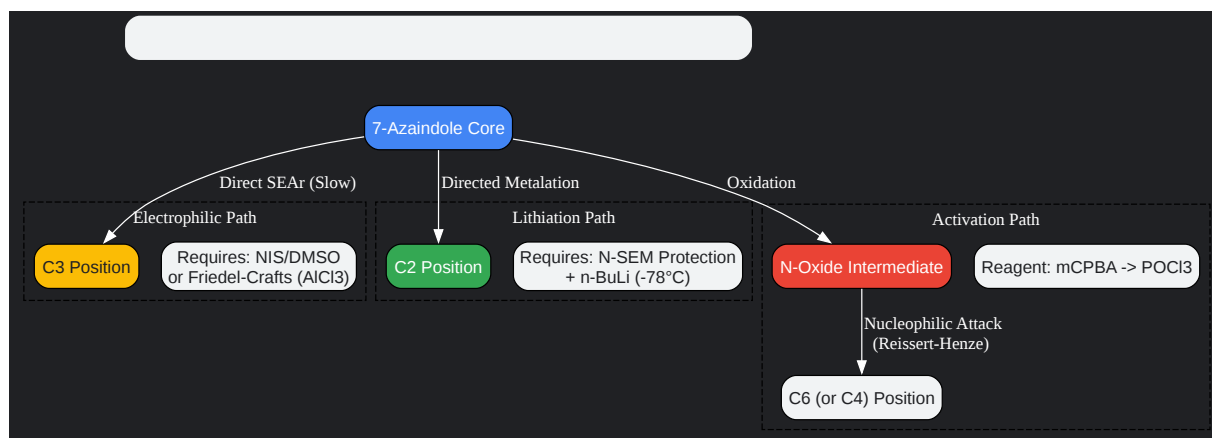 7-Azaindole Core
Direct SEAr (Slow)
Directed Metalation
Oxidation
Electrophilic Path
C3 Position
Requires: NIS/DMSO
or Friedel-Crafts (AlCl3)
Lithiation Path
C2 Position
Requires: N-SEM Protection
+ n-BuLi (-78°C)
Activation Path
N-Oxide Intermediate
Reagent: mCPBA -> POCl3
Nucleophilic Attack
(Reissert-Henze)
C6 (or C4) Position